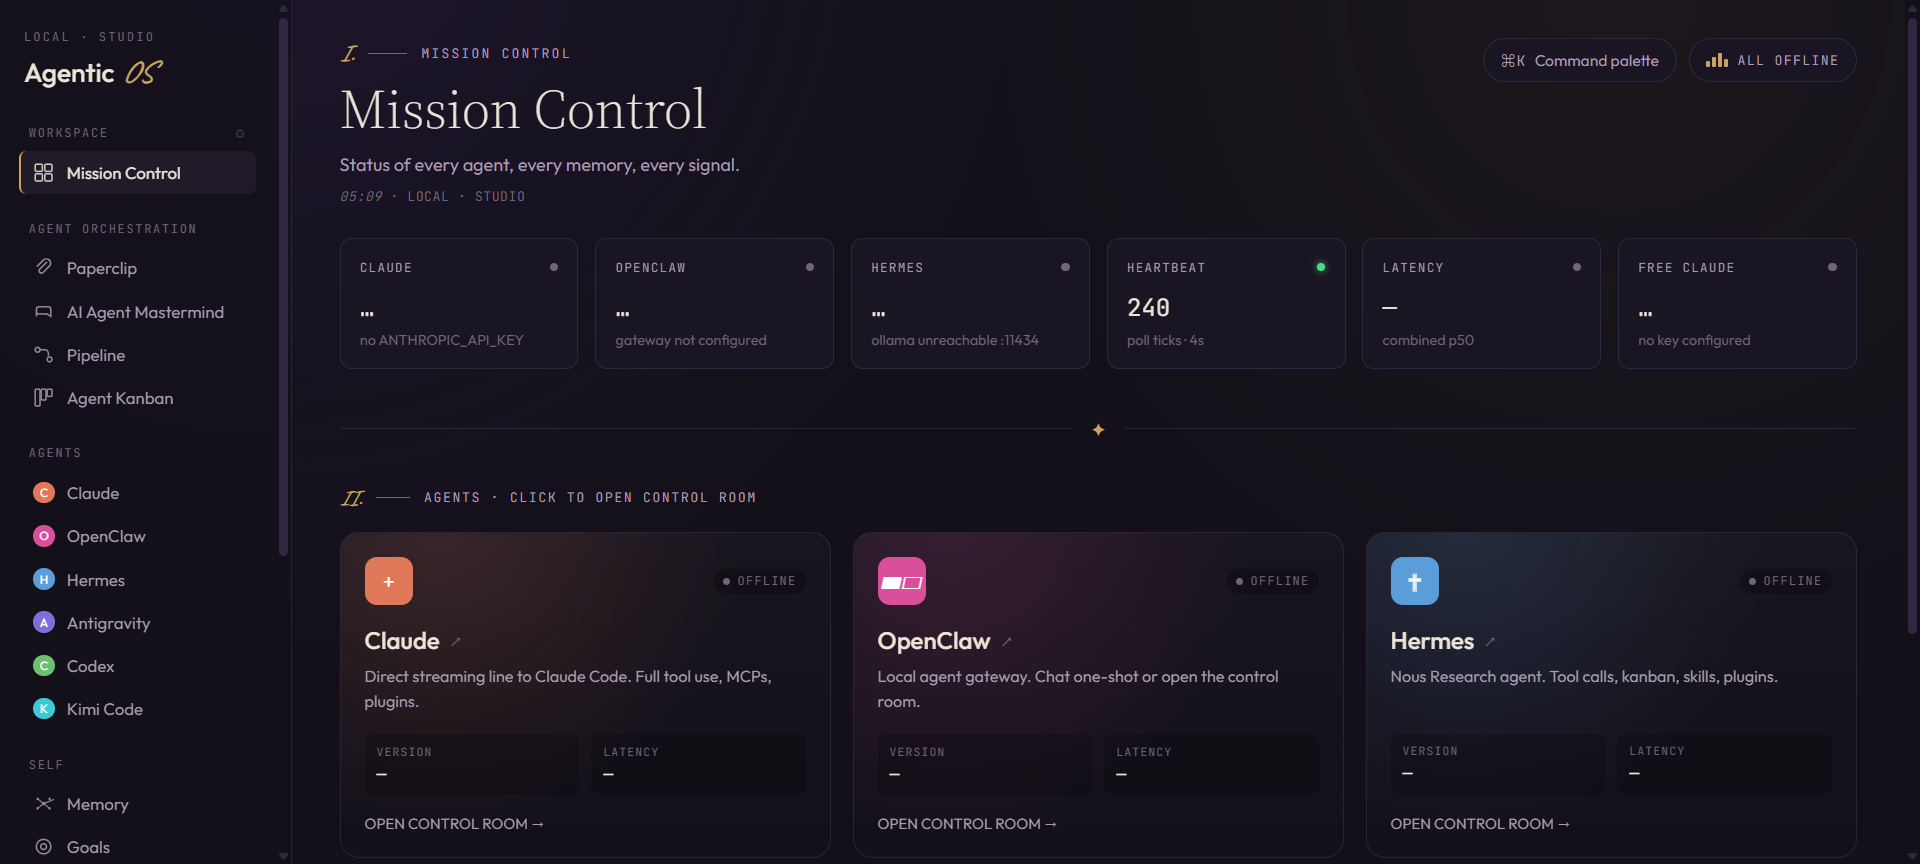 LOCAL · STUDIO
Agentic OS
WORKSPACE
Mission Control
AGENT ORCHESTRATION
Paperclip
AI Agent Mastermind
Pipeline
Agent Kanban
AGENTS
C Claude
O OpenClaw
H Hermes
A Antigravity
C Codex
K Kimi Code
SELF
Memory
Goals
I. MISSION CONTROL
Mission Control
Status of every agent, every memory, every signal.
05:09 · LOCAL · STUDIO
⌘K Command palette
ALL OFFLINE
CLAUDE
…
no ANTHROPIC_API_KEY
OPENCLAW
…
gateway not configured
HERMES
…
ollama unreachable :11434
HEARTBEAT
240
poll ticks · 4s
LATENCY
—
combined p50
FREE CLAUDE
…
no key configured
II. AGENTS · CLICK TO OPEN CONTROL ROOM
OFFLINE
Claude ↗
Direct streaming line to Claude Code. Full tool use, MCPs,
plugins.
VERSION
—
LATENCY
—
OPEN CONTROL ROOM →
OFFLINE
OpenClaw ↗
Local agent gateway. Chat one-shot or open the control
room.
VERSION
—
LATENCY
—
OPEN CONTROL ROOM →
OFFLINE
Hermes ↗
Nous Research agent. Tool calls, kanban, skills, plugins.
VERSION
—
LATENCY
—
OPEN CONTROL ROOM →